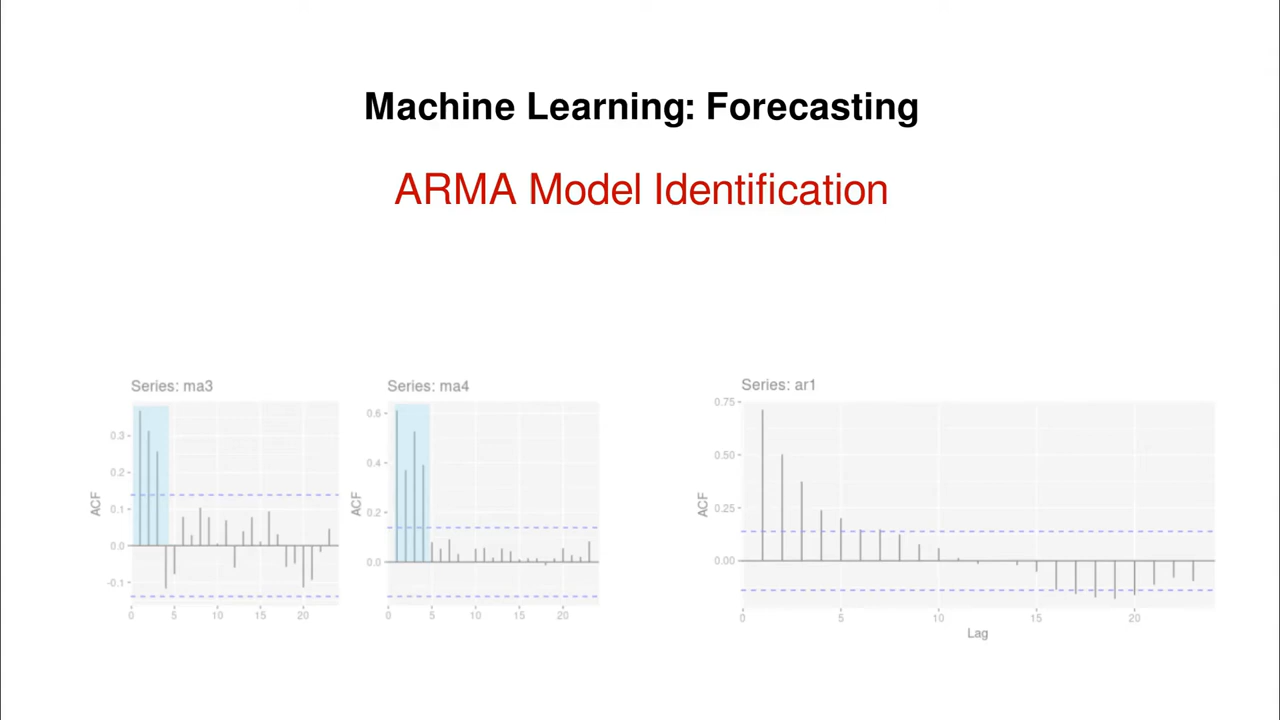 Machine Learning: Forecasting
ARMA Model Identification
Series: ma3
ACF
0.3
0.2
0.1
0.0
-0.1
0 5 10 15 20
Series: ma4
ACF
0.6
0.4
0.2
0.0
0 5 10 15 20
Series: ar1
ACF
0.75
0.50
0.25
0.00
0 5 10 15 20
Lag